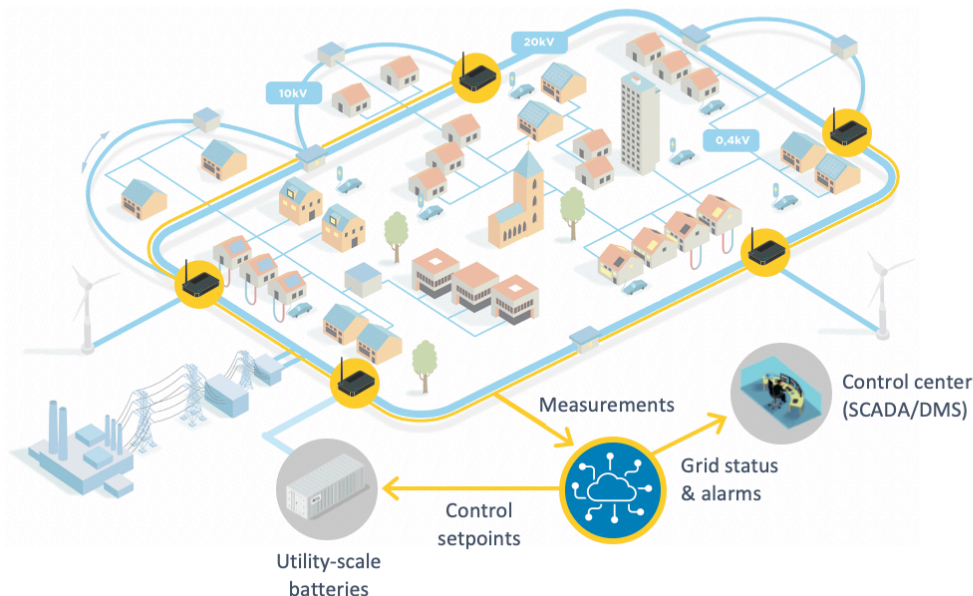 20kV
10kV
0,4kV
Measurements
Control center
(SCADA/DMS)
Grid status
& alarms
Control
setpoints
Utility-scale
batteries